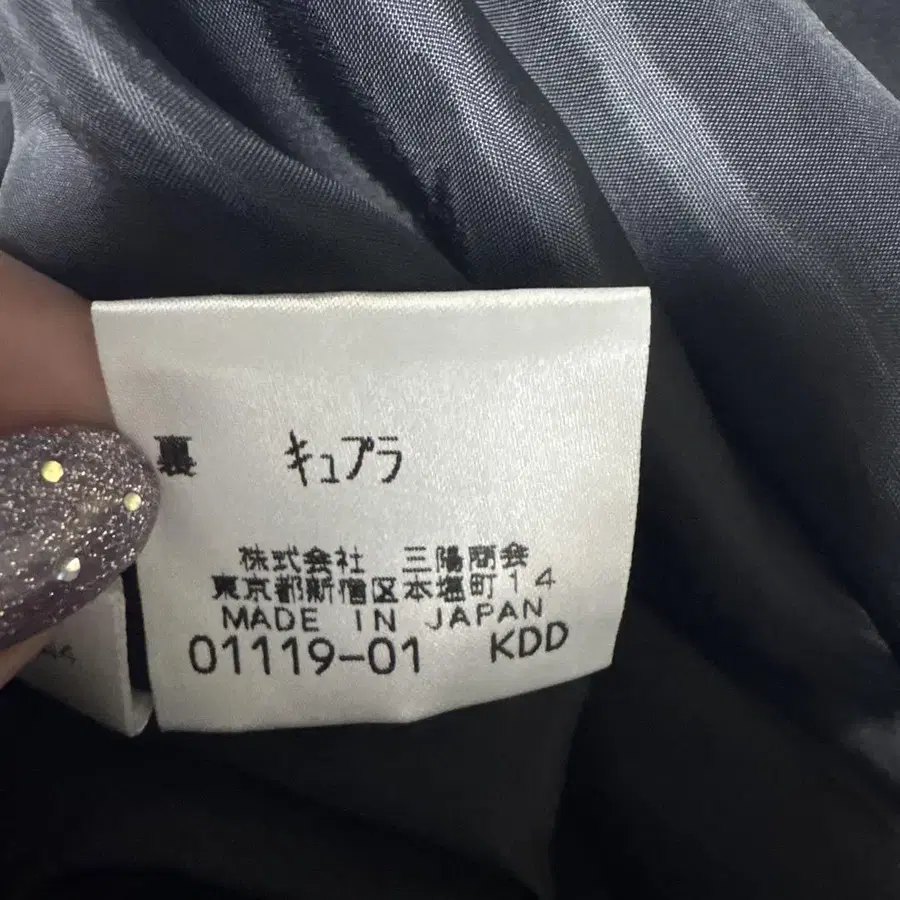 裏 キュプラ
株式会社 三陽商会
東京都新宿区本塩町14
MADE IN JAPAN
01119-01 KDD